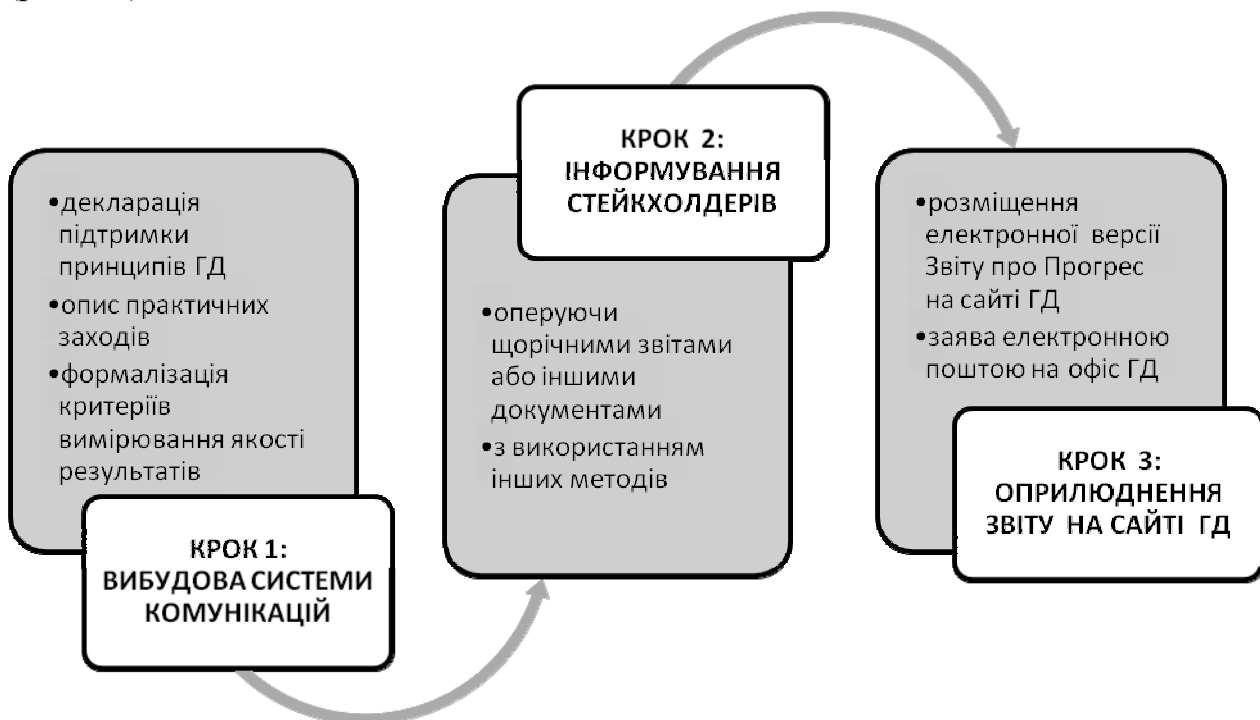 •декларація
підтримки
принципів ГД
•опис практичних
заходів
•формалізація
критеріїв
вимірювання якості
результатів
КРОК 1:
ВИБУДОВА СИСТЕМИ
КОМУНІКАЦІЙ
КРОК 2:
ІНФОРМУВАННЯ
СТЕЙКХОЛДЕРІВ
•оперуючи
щорічними звітами
або іншими
документами
•з використанням
інших методів
•розміщення
електронної версії
Звіту про Прогрес
на сайті ГД
•заява електронною
поштою на офіс ГД
КРОК 3:
ОПРИЛЮДНЕННЯ
ЗВІТУ НА САЙТІ ГД